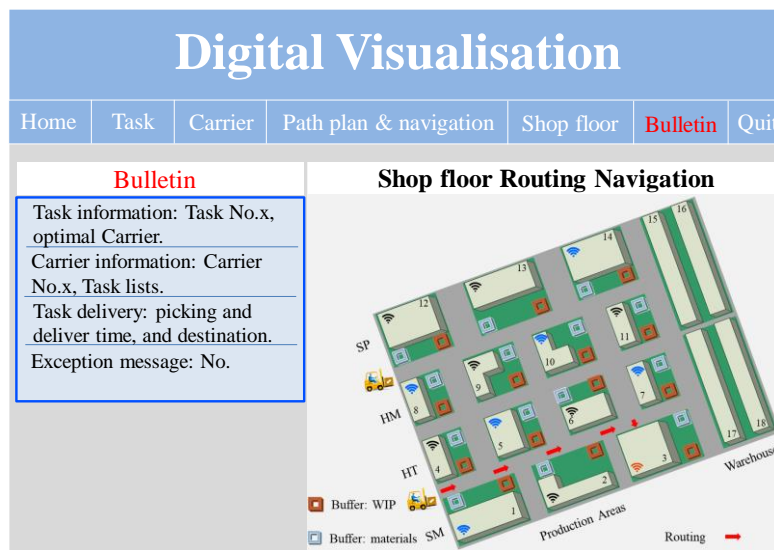 Digital Visualisation
Home Task Carrier Path plan & navigation Shop floor Bulletin Quit
Bulletin
Task information: Task No.x,
optimal Carrier.
Carrier information: Carrier
No.x, Task lists.
Task delivery: picking and
deliver time, and destination.
Exception message: No.
Shop floor Routing Navigation
16
15
14
13
12
SP
11
10
9
8
HM
7
6
5
4
HT
3
2
1
SM
17
18
Warehouse
Production Areas
Buffer: WIP
Buffer: materials
Routing